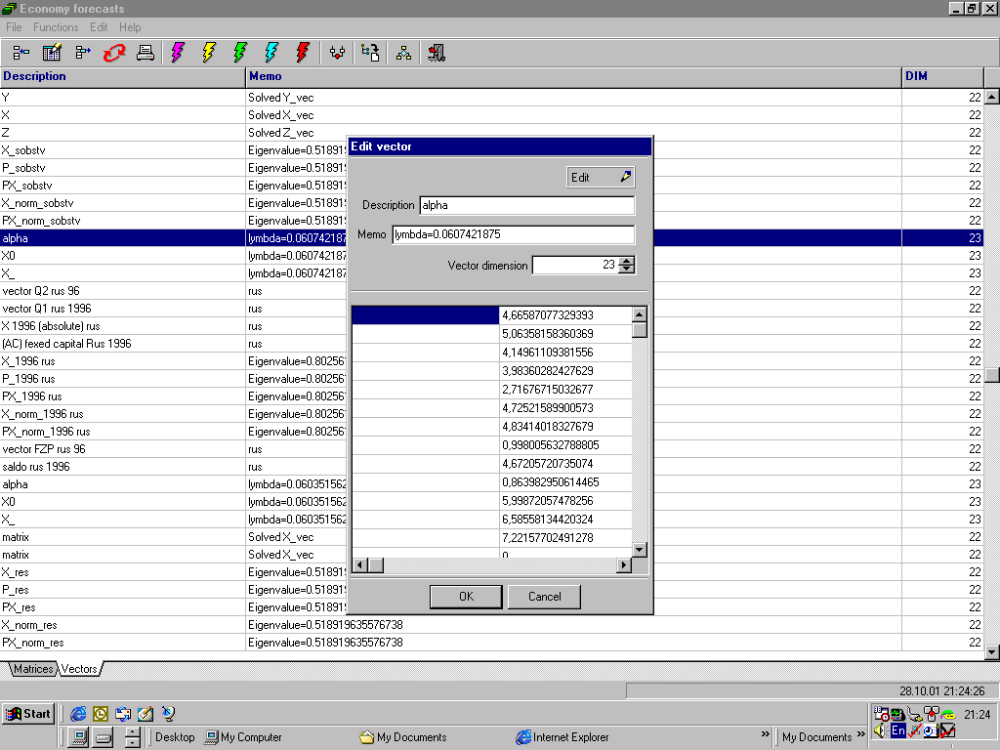 Economy forecasts
File Functions Edit Help
Description Memo DIM
Y Solved Y_vec 22
X Solved X_vec 22
Z Solved Z_vec 22
X_sobstv Eigenvalue=0.51891 22
P_sobstv Eigenvalue=0.51891 22
PX_sobstv Eigenvalue=0.51891 22
X_norm_sobstv Eigenvalue=0.51891 22
PX_norm_sobstv Eigenvalue=0.51891 22
alpha lymbda=0.06074218 23
X0 lymbda=0.06074218 23
X_ lymbda=0.06074218 23
vector Q2 rus 96 rus 22
vector Q1 rus 1996 rus 22
X 1996 (absolute) rus rus 22
(AC) fexed capital Rus 1996 rus 22
X_1996 rus Eigenvalue=0.80256 22
P_1996 rus Eigenvalue=0.80256 22
PX_1996 rus Eigenvalue=0.80256 22
X_norm_1996 rus Eigenvalue=0.80256 22
PX_norm_1996 rus Eigenvalue=0.80256 22
vector FZP rus 96 rus 22
saldo rus 1996 rus 22
alpha lymbda=0.060351562 23
X0 lymbda=0.060351562 23
X_ lymbda=0.060351562 23
matrix Solved X_vec 22
matrix Solved X_vec 22
X_res Eigenvalue=0.51891 22
P_res Eigenvalue=0.51891 22
PX_res Eigenvalue=0.51891 22
X_norm_res Eigenvalue=0.518919635576738 22
PX_norm_res Eigenvalue=0.518919635576738 22
Edit vector
Edit
Description alpha
Memo lymbda=0.0607421875
Vector dimension 23
4,66587077329393
5,06358158360369
4,14961109381556
3,98360282427629
2,71676715032677
4,72521589900573
4,83414018327679
0,998005632788805
4,67205720735074
0,863982950614465
5,99872057478256
6,58558134420324
7,22157702491278
0
OK Cancel
Matrices Vectors
28.10.01 21:24:26
Start 21:24
En
Desktop My Computer My Documents Internet Explorer » My Documents »